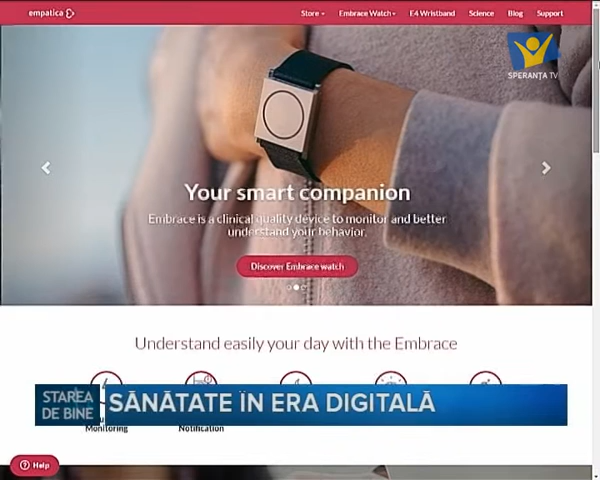 empatica
Store
Embrace Watch
E4 Wristband
Science
Blog
Support
SPERANȚA TV
Your smart companion
Embrace is a clinical quality device to monitor and better
understand your behavior.
Discover Embrace watch
Understand easily your day with the Embrace
STAREA
DE BINE
SĂNĂTATE ÎN ERA DIGITALĂ
Monitoring
Notification
Help